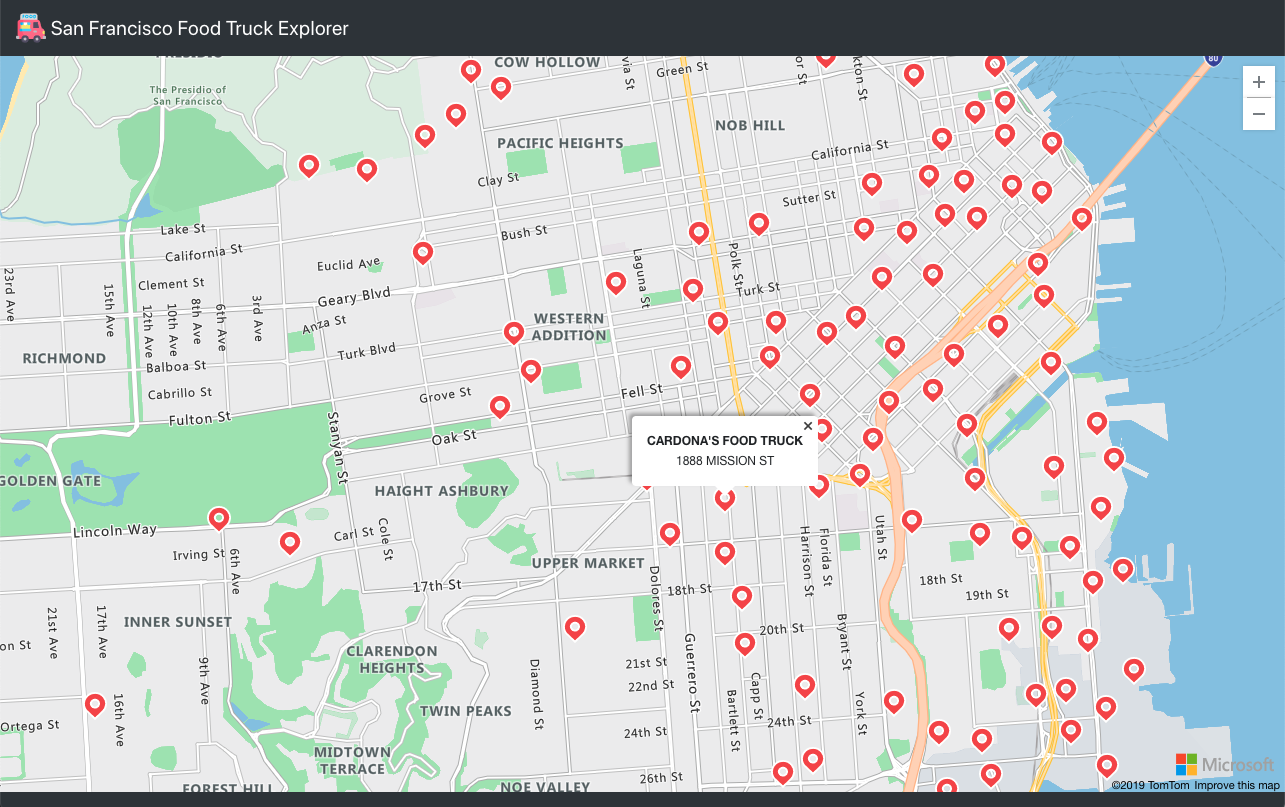 San Francisco Food Truck Explorer
PRESIDIO
COW HOLLOW
Green St
80
+
−
The Presidio of
San Francisco
PACIFIC HEIGHTS
NOB HILL
California St
Clay St
Sutter St
Lake St
California St
Bush St
Euclid Ave
Laguna St
Polk St
Clement St
Geary Blvd
Turk St
23rd Ave
15th Ave
12th Ave
10th Ave
8th Ave
6th Ave
3rd Ave
Anza St
WESTERN
ADDITION
RICHMOND
Turk Blvd
Balboa St
Cabrillo St
Grove St
Fell St
Fulton St
Stanyan St
Oak St
CARDONA'S FOOD TRUCK
1888 MISSION ST
GOLDEN GATE
HAIGHT ASHBURY
Lincoln Way
Carl St
Cole St
Irving St
6th Ave
UPPER MARKET
Dolores St
Harrison St
Florida St
Utah St
17th St
18th St
18th St
19th St
21st Ave
17th Ave
INNER SUNSET
20th St
Bryant St
CLARENDON
HEIGHTS
9th Ave
Diamond St
21st St
22nd St
Guerrero St
Bartlett St
Capp St
York St
16th Ave
TWIN PEAKS
Ortega St
24th St
24th St
MIDTOWN
TERRACE
26th St
FOREST HILL
NOE VALLEY
Microsoft
©2019 TomTom Improve this map